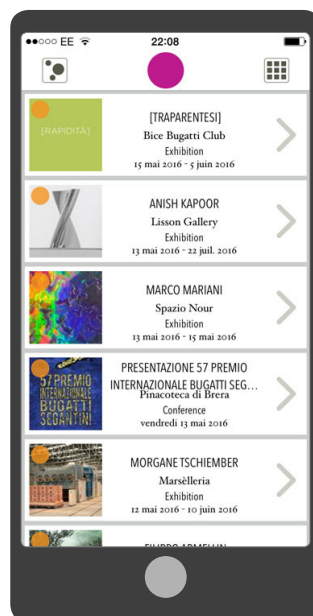 EE 22:08
[RAPIDITÀ]
[TRAPARENTESI]
Bice Bugatti Club
Exhibition
15 mai 2016 - 5 juin 2016
ANISH KAPOOR
Lisson Gallery
Exhibition
13 mai 2016 - 22 juil. 2016
MARCO MARIANI
Spazio Nour
Exhibition
13 mai 2016 - 15 mai 2016
57 PREMIO
INTERNAZIONALE
BUGATTI
SEGANTINI
PRESENTAZIONE 57 PREMIO
INTERNAZIONALE BUGATTI SEG...
Pinacoteca di Brera
Conference
vendredi 13 mai 2016
MORGANE TSCHIEMBER
Marsèlleria
Exhibition
12 mai 2016 - 10 juin 2016